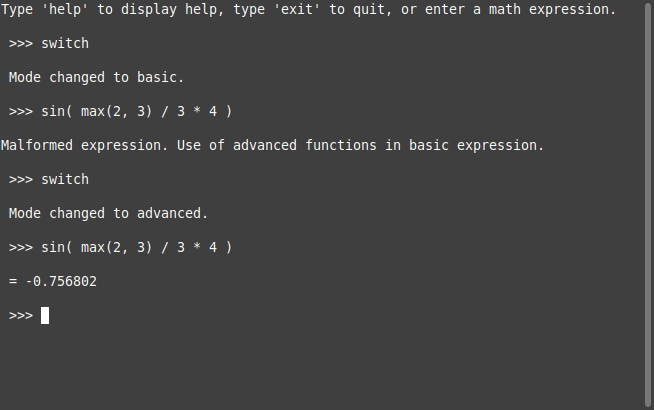 Type 'help' to display help, type 'exit' to quit, or enter a math expression.
>>> switch
Mode changed to basic.
>>> sin( max(2, 3) / 3 * 4 )
Malformed expression. Use of advanced functions in basic expression.
>>> switch
Mode changed to advanced.
>>> sin( max(2, 3) / 3 * 4 )
= -0.756802
>>>